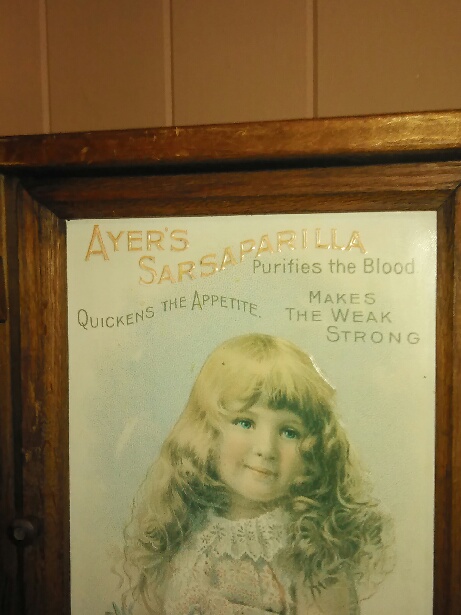 AYER'S
SARSAPARILLA
Purifies the Blood
QUICKENS THE APPETITE.
MAKES
THE WEAK
STRONG